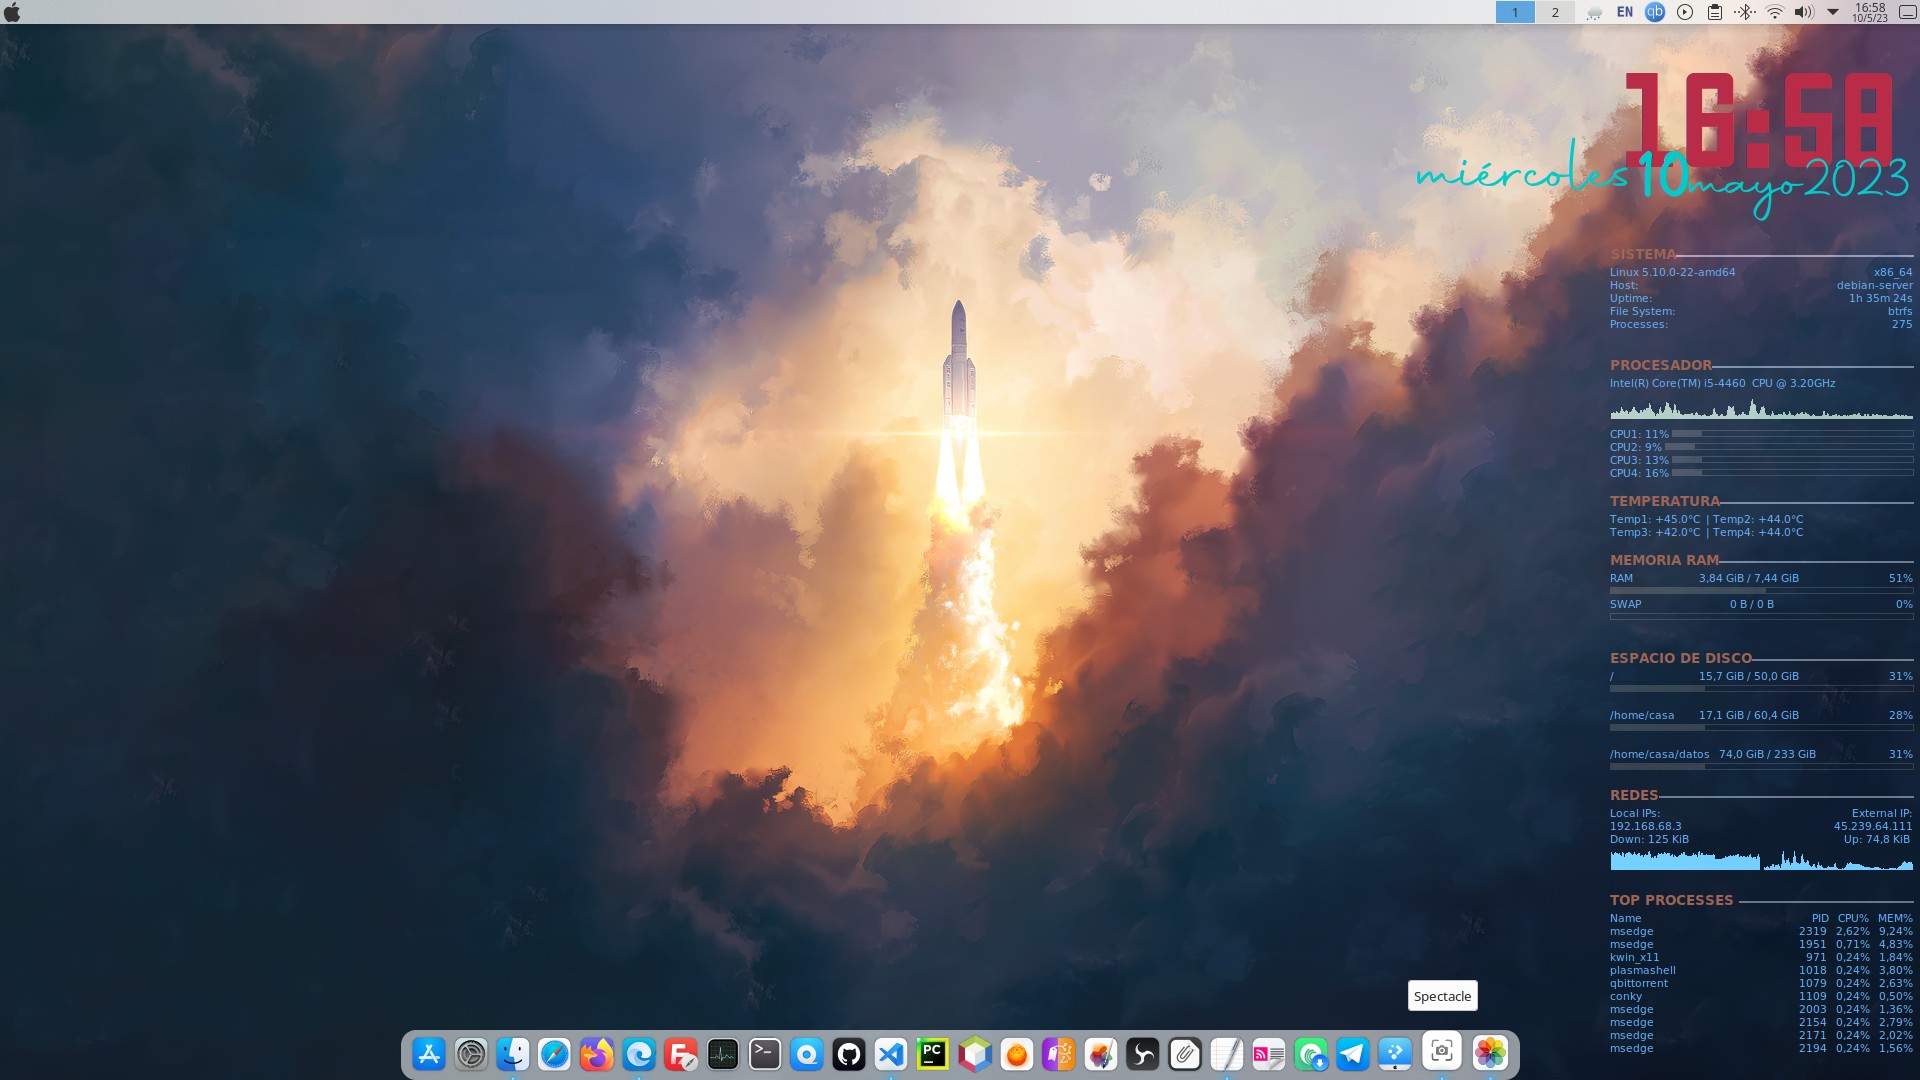 1 2 EN qb 16:58
10/5/23
16:58
miércoles 10 mayo 2023
SISTEMA
Linux 5.10.0-22-amd64 x86_64
Host: debian-server
Uptime: 1h 35m 24s
File System: btrfs
Processes: 275
PROCESADOR
Intel(R) Core(TM) i5-4460 CPU @ 3.20GHz
CPU1: 11%
CPU2: 9%
CPU3: 13%
CPU4: 16%
TEMPERATURA
Temp1: +45.0°C | Temp2: +44.0°C
Temp3: +42.0°C | Temp4: +44.0°C
MEMORIA RAM
RAM 3,84 GiB / 7,44 GiB 51%
SWAP 0 B / 0 B 0%
ESPACIO DE DISCO
/ 15,7 GiB / 50,0 GiB 31%
/home/casa 17,1 GiB / 60,4 GiB 28%
/home/casa/datos 74,0 GiB / 233 GiB 31%
REDES
Local IPs: External IP:
192.168.68.3 45.239.64.111
Down: 125 KiB Up: 74,8 KiB
TOP PROCESSES
Name PID CPU% MEM%
msedge 2319 2,62% 9,24%
msedge 1951 0,71% 4,83%
kwin_x11 971 0,24% 1,84%
plasmashell 1018 0,24% 3,80%
qbittorrent 1079 0,24% 2,63%
conky 1109 0,24% 0,50%
msedge 2003 0,24% 1,36%
msedge 2154 0,24% 2,79%
msedge 2171 0,24% 2,02%
msedge 2194 0,24% 1,56%
Spectacle
PC